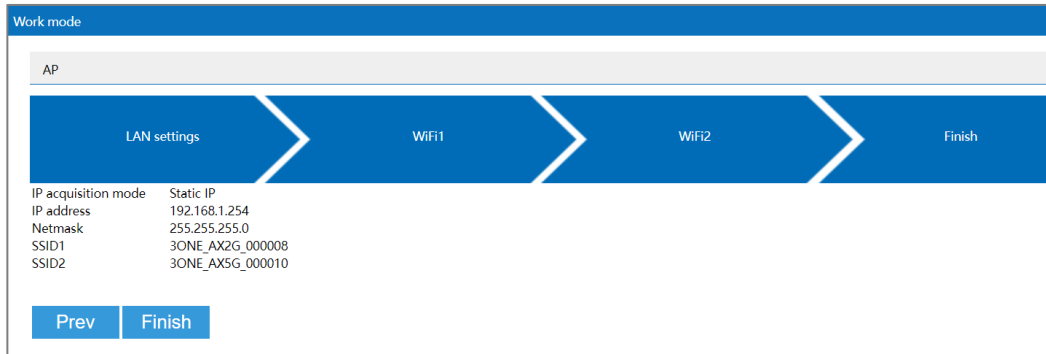 Work mode
AP
LAN settings WiFi1 WiFi2 Finish
IP acquisition mode Static IP
IP address 192.168.1.254
Netmask 255.255.255.0
SSID1 3ONE_AX2G_000008
SSID2 3ONE_AX5G_000010
Prev Finish